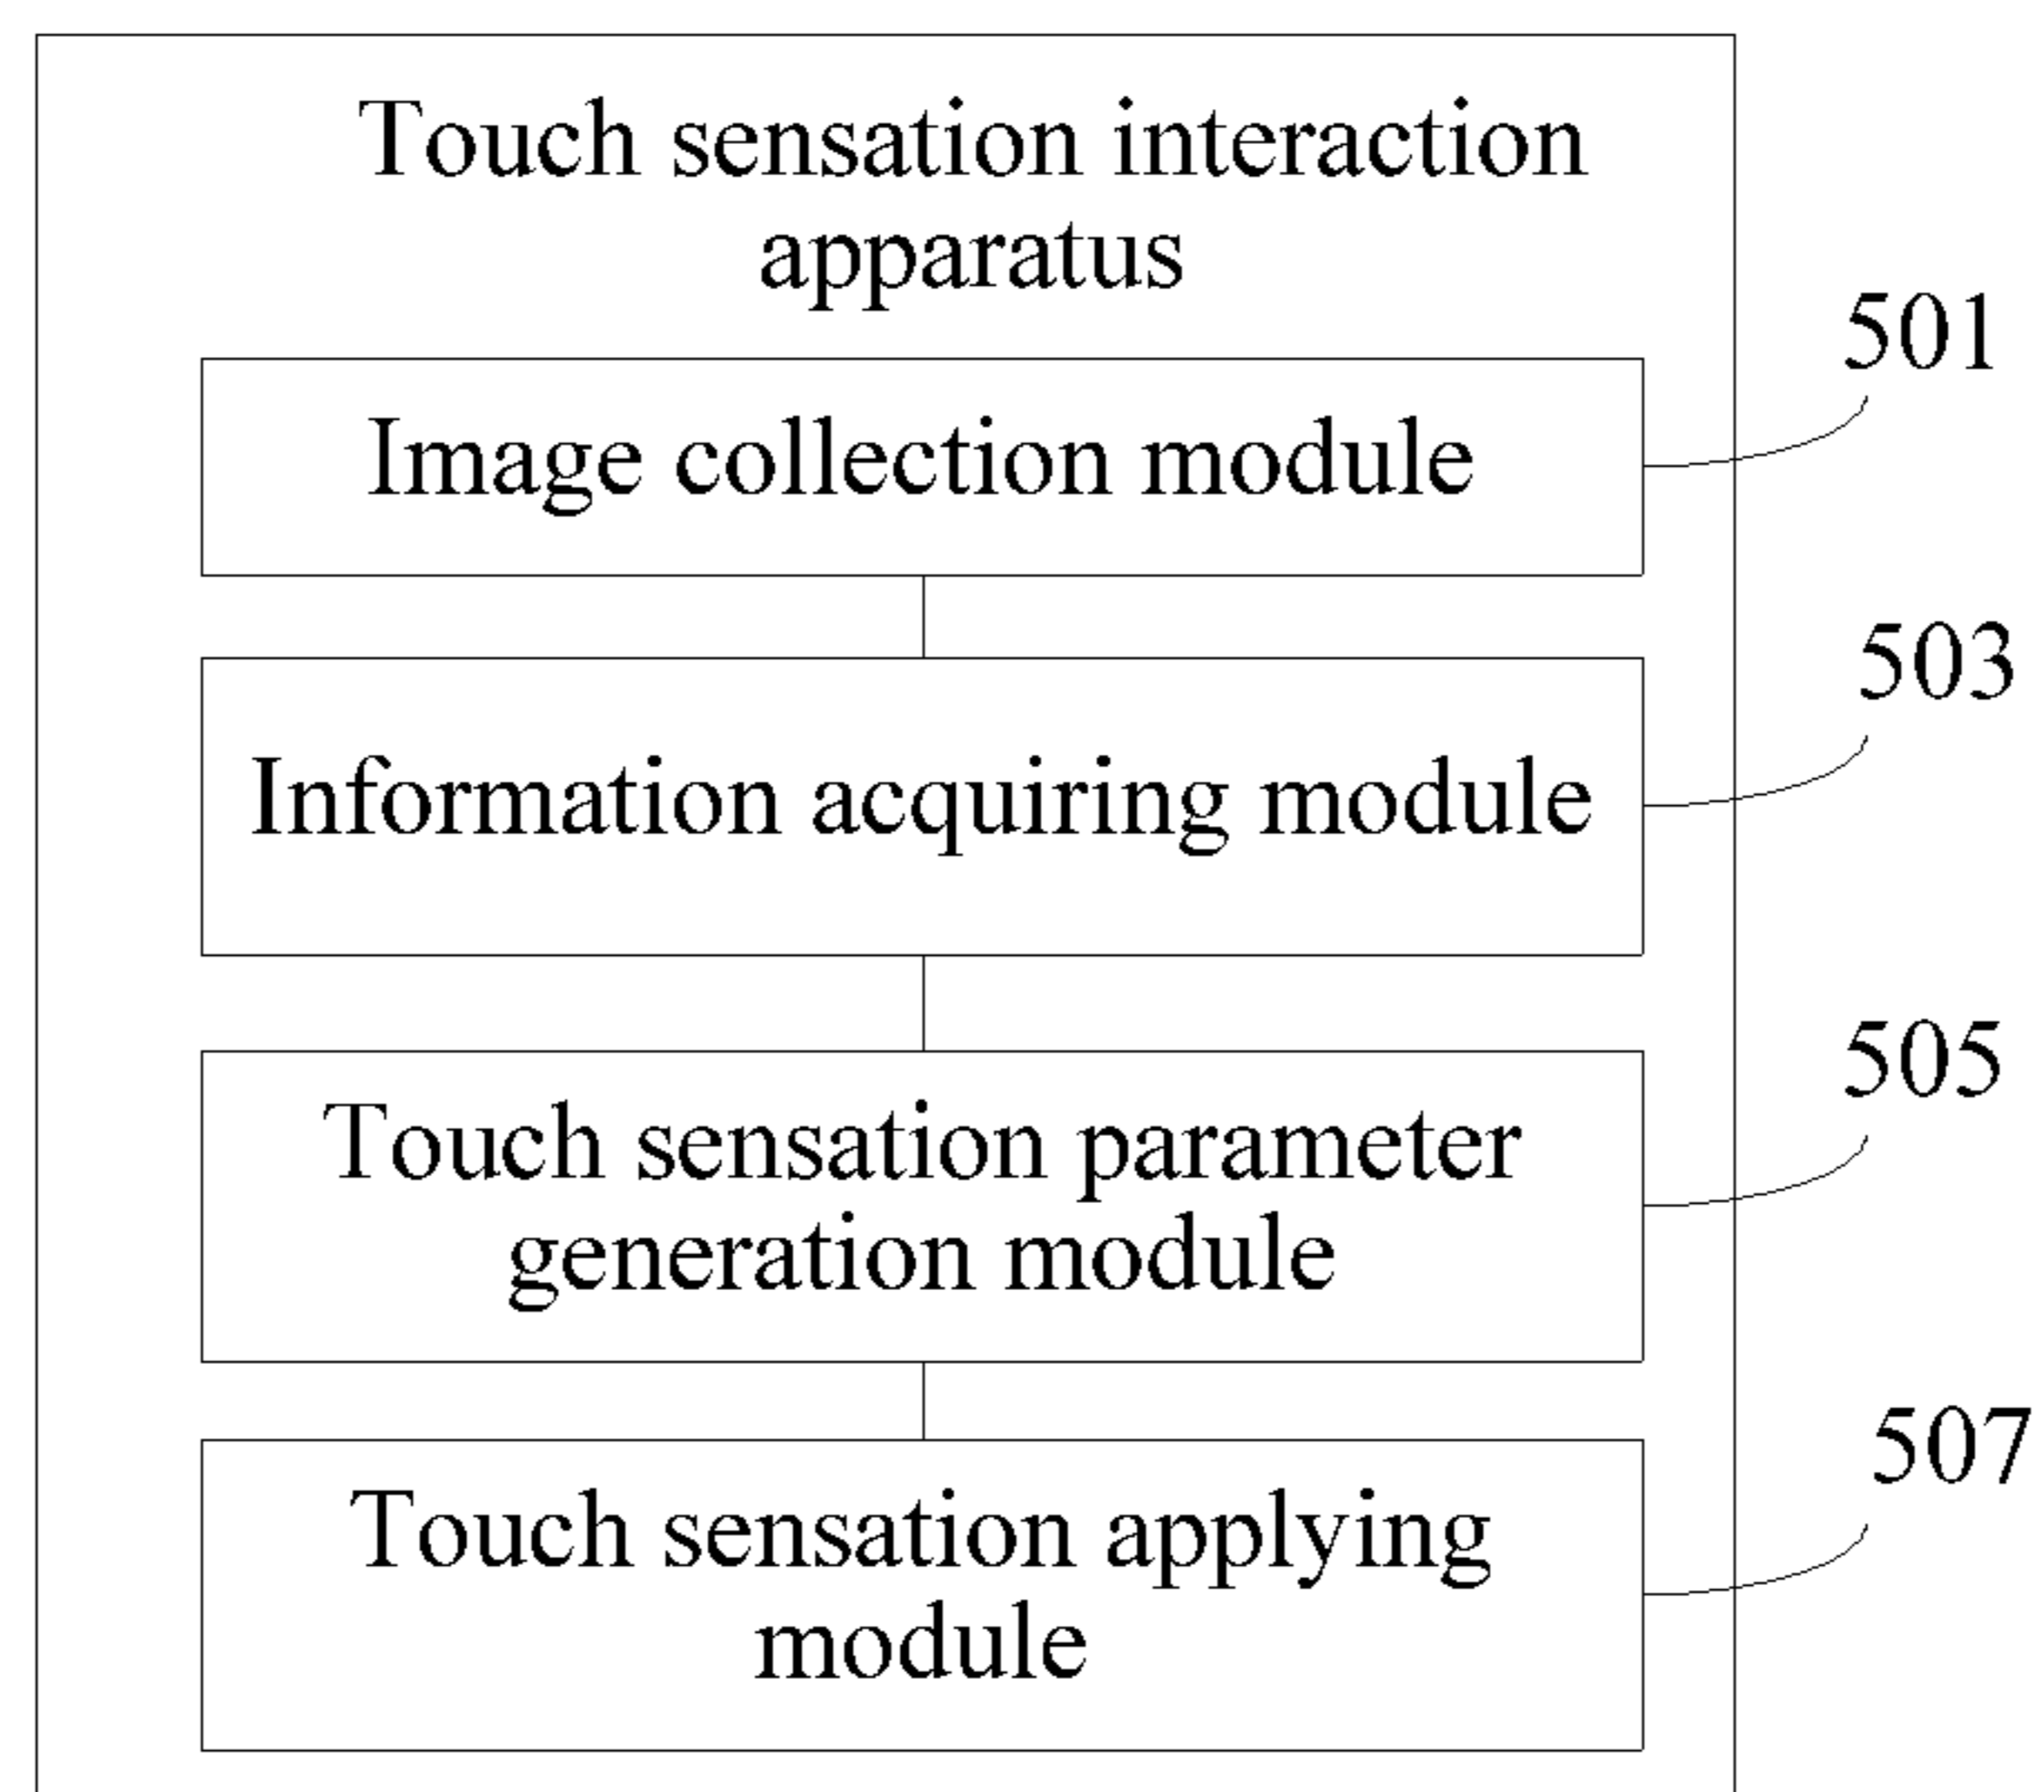 Touch sensation interaction
apparatus
501
Image collection module
503
Information acquiring module
505
Touch sensation parameter
generation module
507
Touch sensation applying
module